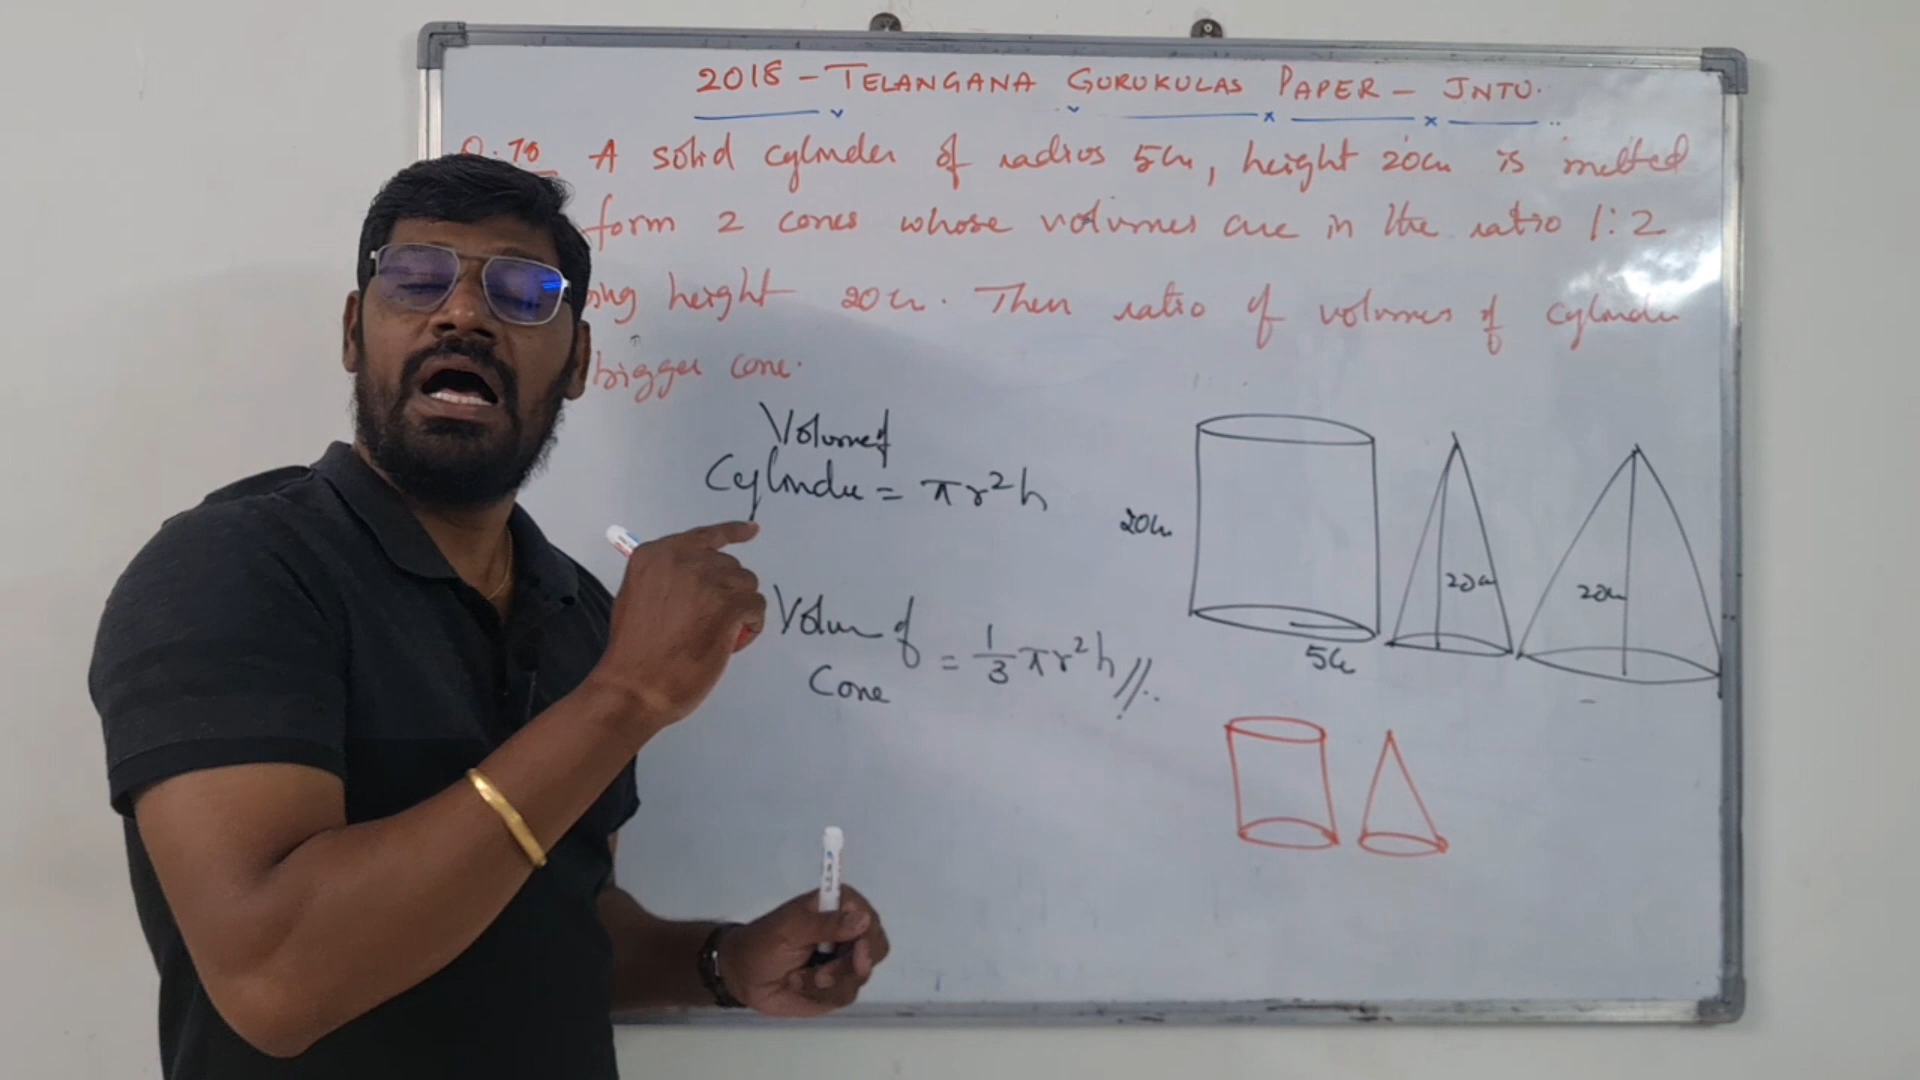 2018 - TELANGANA GURUKULAS PAPER - JNTU.
Q.70 A solid cylinder of radius 5cm, height 20cm is melted
form 2 cones whose volumes are in the ratio 1:2
ing height 20cm. Then ratio of volumes of cylinder
bigger cone.
Volume of
Cylinder = πr²h
20cm
20cm
20cm
5cm
Volume of
Cone = 1/3 πr²h //.